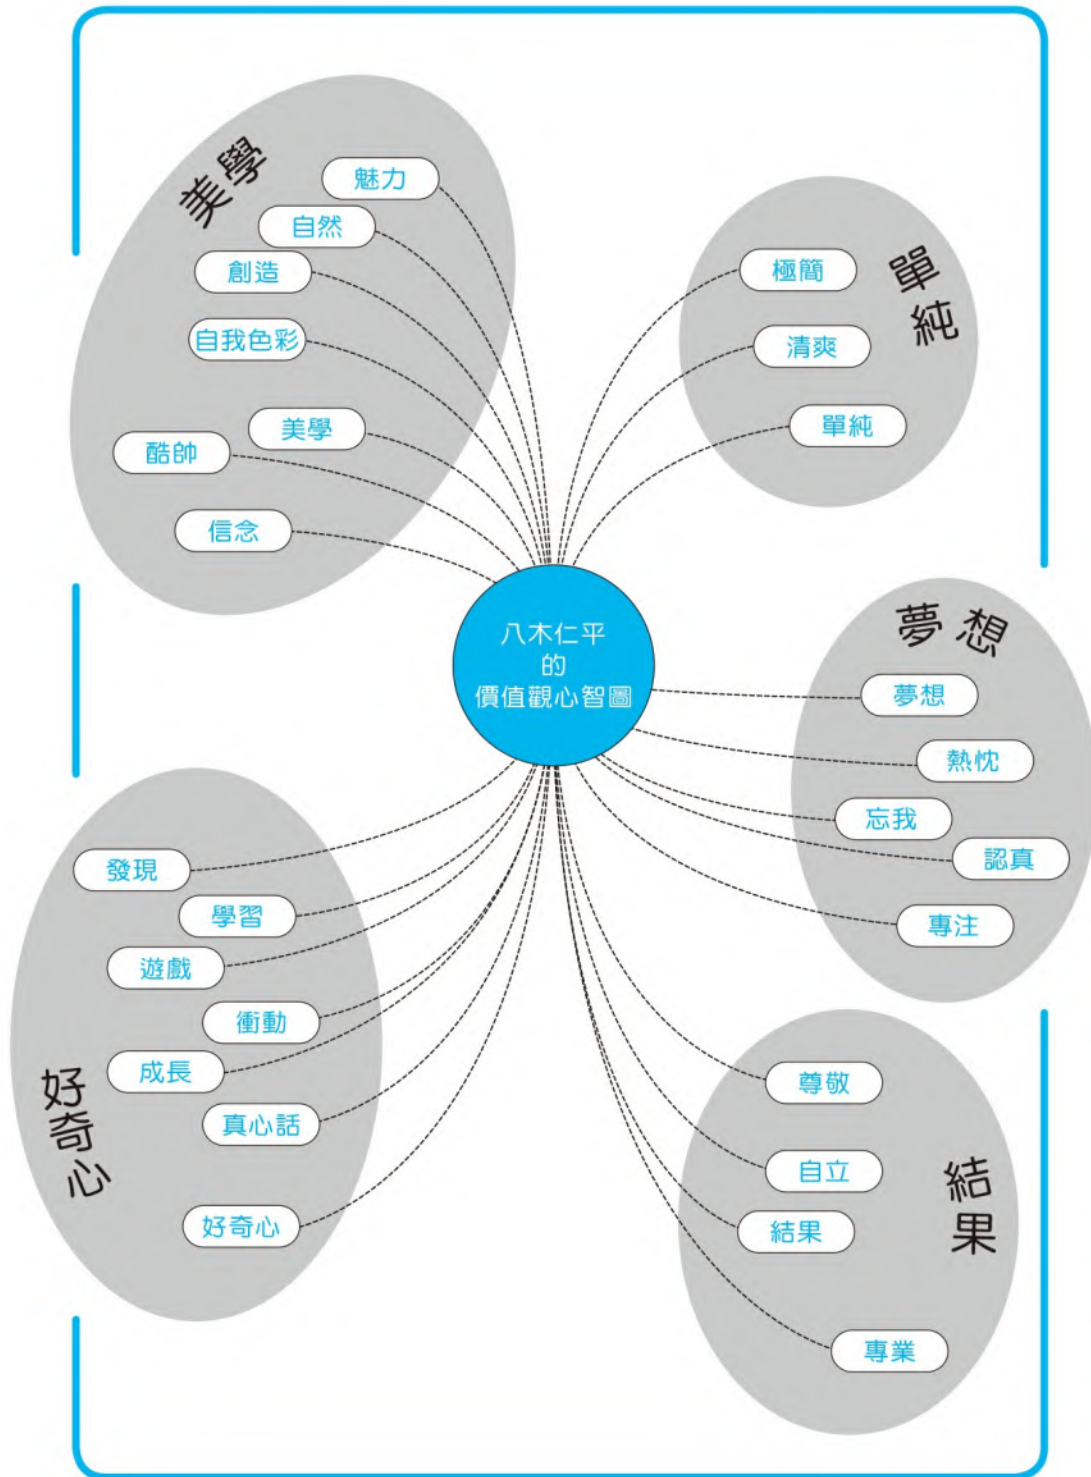 美學
魅力
自然
創造
自我色彩
美學
酷帥
信念
單純
極簡
清爽
單純
八木仁平
的
價值觀心智圖
夢想
夢想
熱忱
忘我
認真
專注
好奇心
發現
學習
遊戲
衝動
成長
真心話
好奇心
結果
尊敬
自立
結果
專業